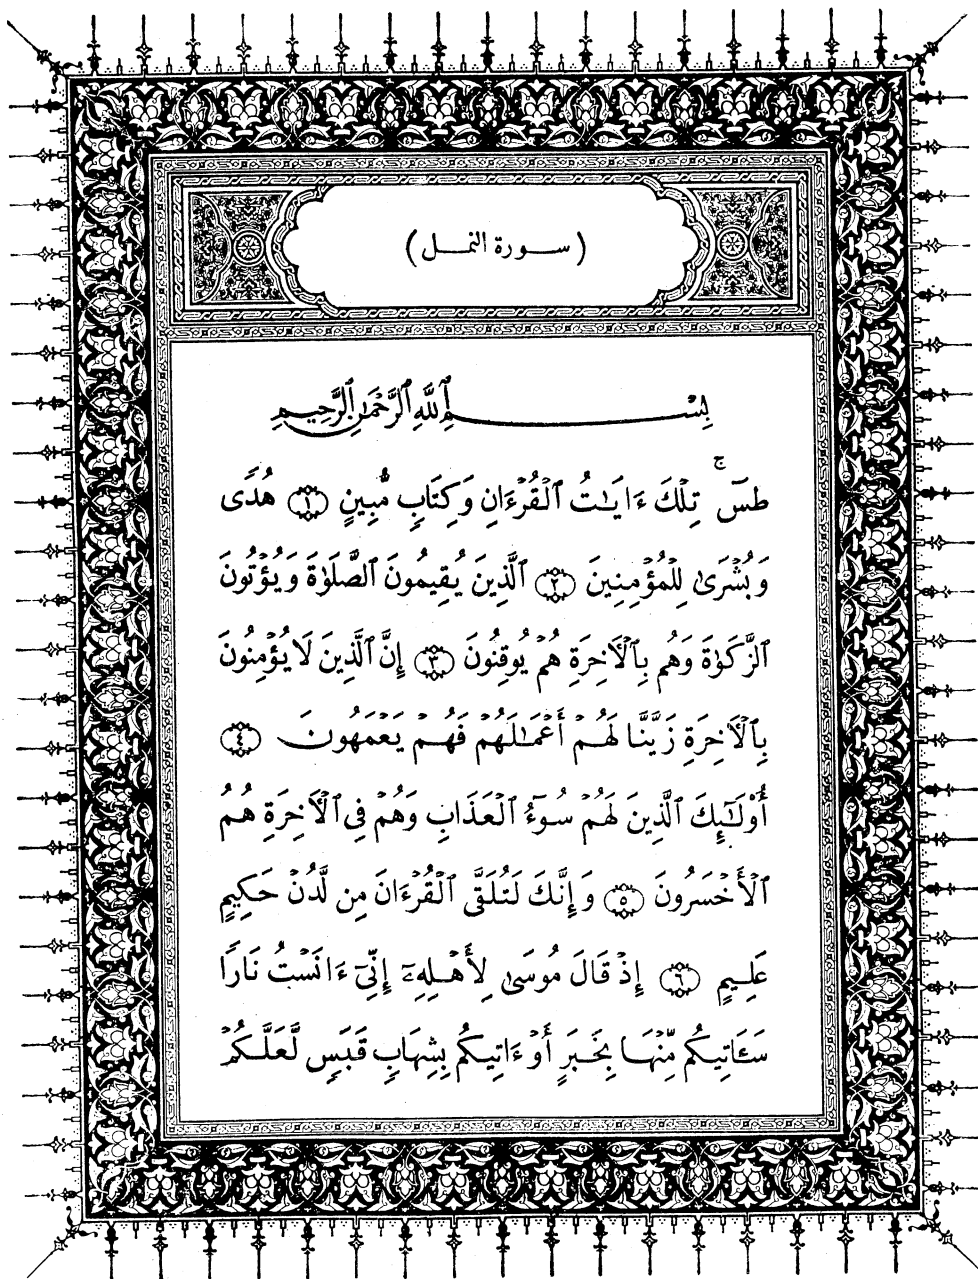 (سورة النمل)
بِسْمِ ٱللَّهِ ٱلرَّحْمَٰنِ ٱلرَّحِيمِ
طسٓ ۚ تِلْكَ ءَايَٰتُ ٱلْقُرْءَانِ وَكِتَابٍ مُّبِينٍ ١ هُدًى
وَبُشْرَىٰ لِلْمُؤْمِنِينَ ٢ ٱلَّذِينَ يُقِيمُونَ ٱلصَّلَوٰةَ وَيُؤْتُونَ
ٱلزَّكَوٰةَ وَهُم بِٱلْأَخِرَةِ هُمْ يُوقِنُونَ ٣ إِنَّ ٱلَّذِينَ لَا يُؤْمِنُونَ
بِٱلْأَخِرَةِ زَيَّنَّا لَهُمْ أَعْمَٰلَهُمْ فَهُمْ يَعْمَهُونَ ٤
أُوْلَٰٓئِكَ ٱلَّذِينَ لَهُمْ سُوٓءُ ٱلْعَذَابِ وَهُمْ فِى ٱلْأَخِرَةِ هُمُ
ٱلْأَخْسَرُونَ ٥ وَإِنَّكَ لَتُلَقَّى ٱلْقُرْءَانَ مِن لَّدُنْ حَكِيمٍ
عَلِيمٍ ٦ إِذْ قَالَ مُوسَىٰ لِأَهْلِهِۦٓ إِنِّىٓ ءَانَسْتُ نَارًا
سَـَٔاتِيكُم مِّنْهَا بِخَبَرٍ أَوْ ءَاتِيكُم بِشِهَابٍ قَبَسٍ لَّعَلَّكُمْ